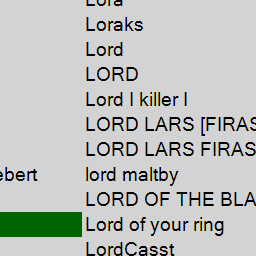 Lora
Loraks
Lord
LORD
Lord I killer I
LORD LARS [FIRAS
LORD LARS FIRAS
ebert lord maltby
LORD OF THE BLA
Lord of your ring
LordCasst